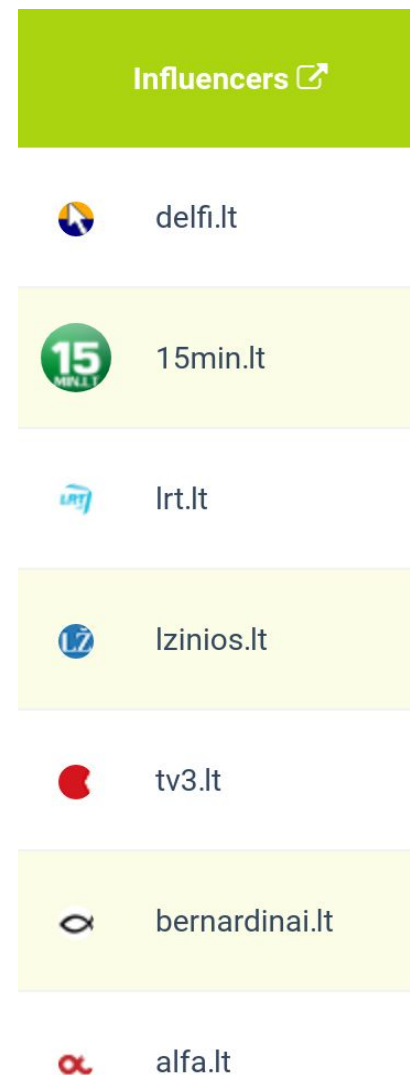 Influencers
delfi.lt
15
MIN.LT
15min.lt
LRT
lrt.lt
LŽ
lzinios.lt
tv3.lt
bernardinai.lt
alfa.lt